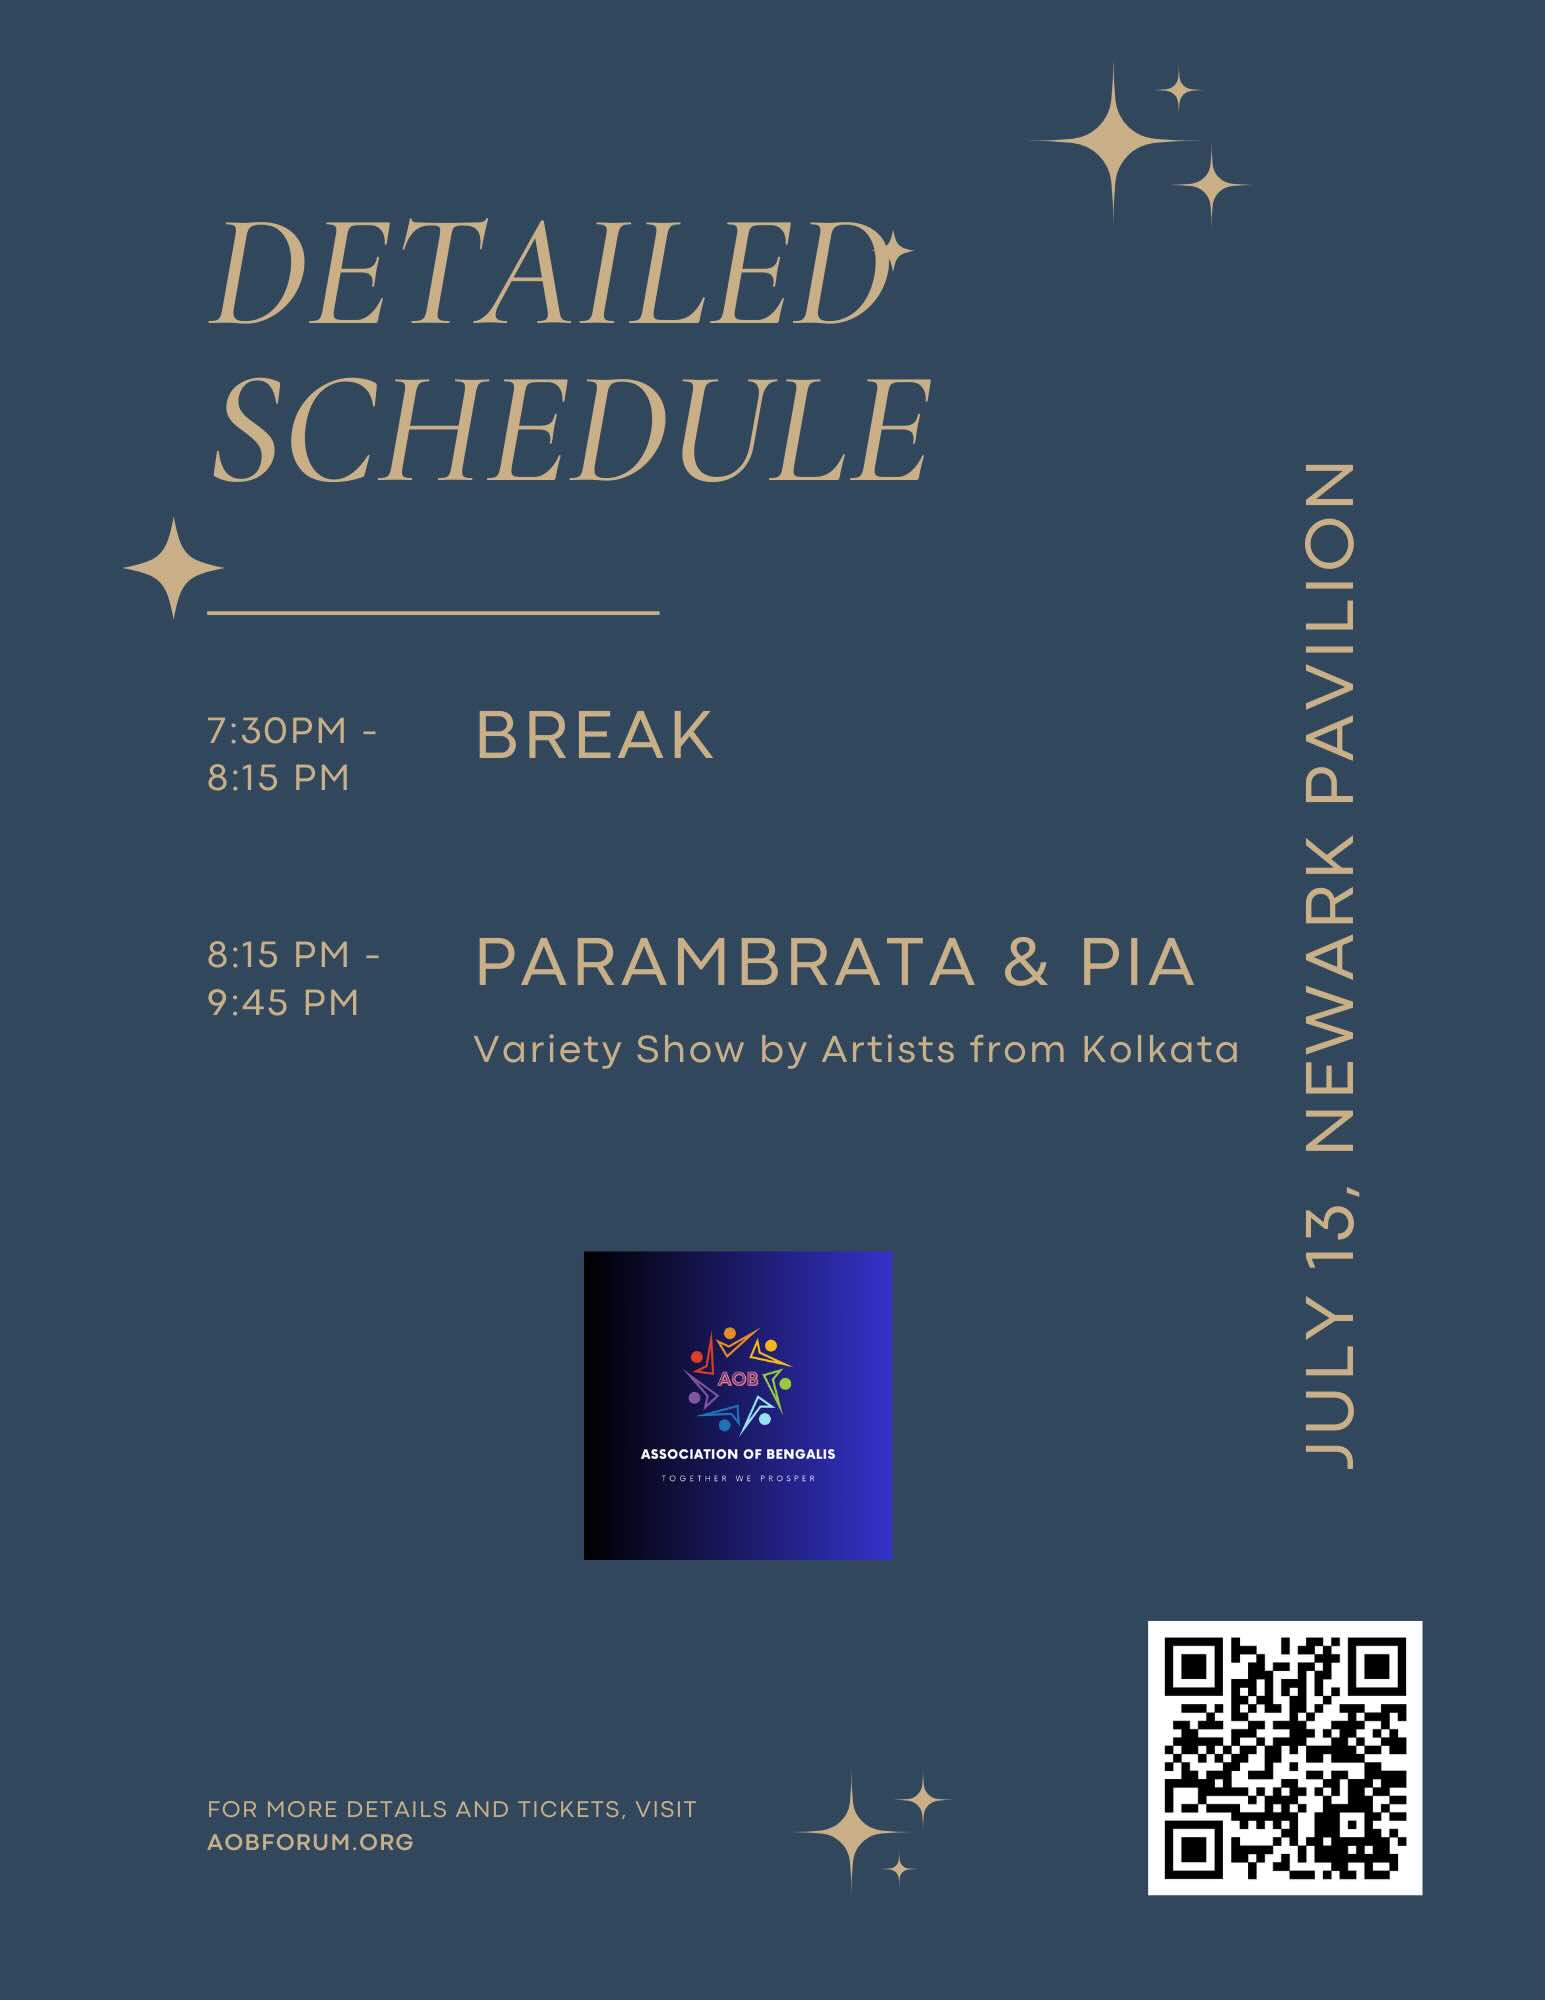 DETAILED
SCHEDULE
7:30PM -
8:15 PM
BREAK
8:15 PM -
9:45 PM
PARAMBRATA & PIA
Variety Show by Artists from Kolkata
JULY 13, NEWARK PAVILION
AOB
ASSOCIATION OF BENGALIS
TOGETHER WE PROSPER
FOR MORE DETAILS AND TICKETS, VISIT
AOBFORUM.ORG